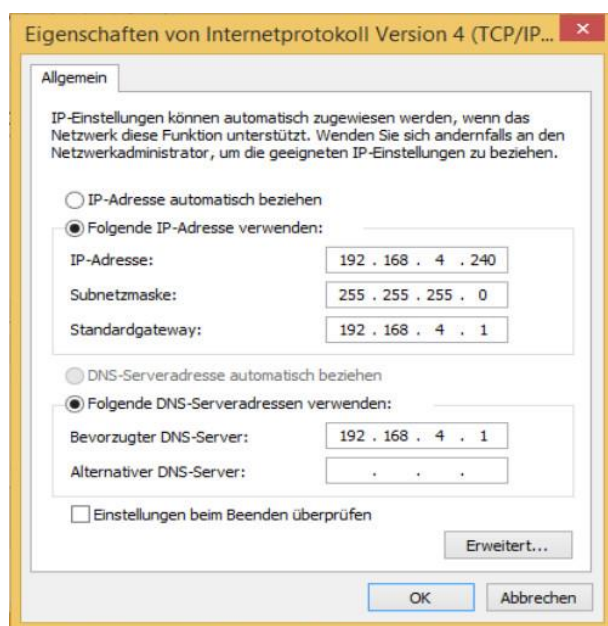 Eigenschaften von Internetprotokoll Version 4 (TCP/IP...
Allgemein
IP-Einstellungen können automatisch zugewiesen werden, wenn das
Netzwerk diese Funktion unterstützt. Wenden Sie sich andernfalls an den
Netzwerkadministrator, um die geeigneten IP-Einstellungen zu beziehen.
IP-Adresse automatisch beziehen
Folgende IP-Adresse verwenden:
IP-Adresse: 192 . 168 . 4 . 240
Subnetzmaske: 255 . 255 . 255 . 0
Standardgateway: 192 . 168 . 4 . 1
DNS-Serveradresse automatisch beziehen
Folgende DNS-Serveradressen verwenden:
Bevorzugter DNS-Server: 192 . 168 . 4 . 1
Alternativer DNS-Server: . . .
Einstellungen beim Beenden überprüfen
Erweitert...
OK Abbrechen